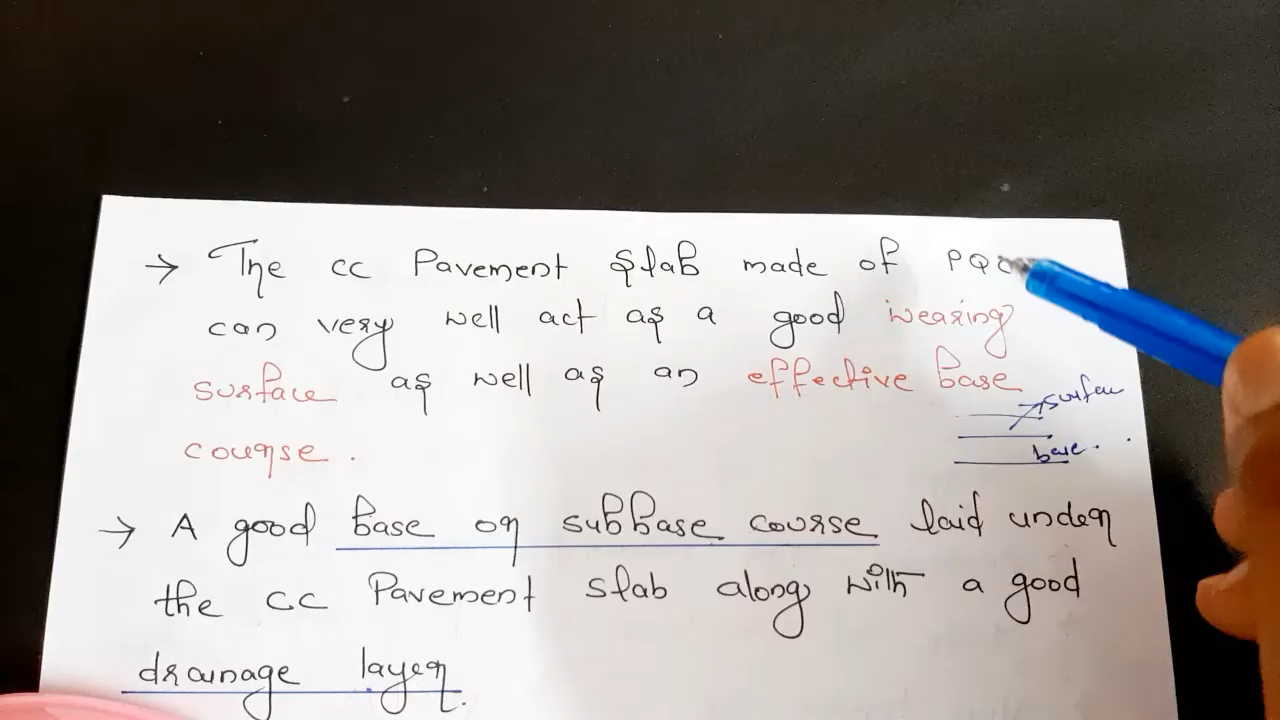 → The CC Pavement slab made of PQC
can very well act as a good wearing
surface as well as an effective base
course.
surface
base.
→ A good base or subbase course laid under
the CC Pavement slab along with a good
drainage layer.